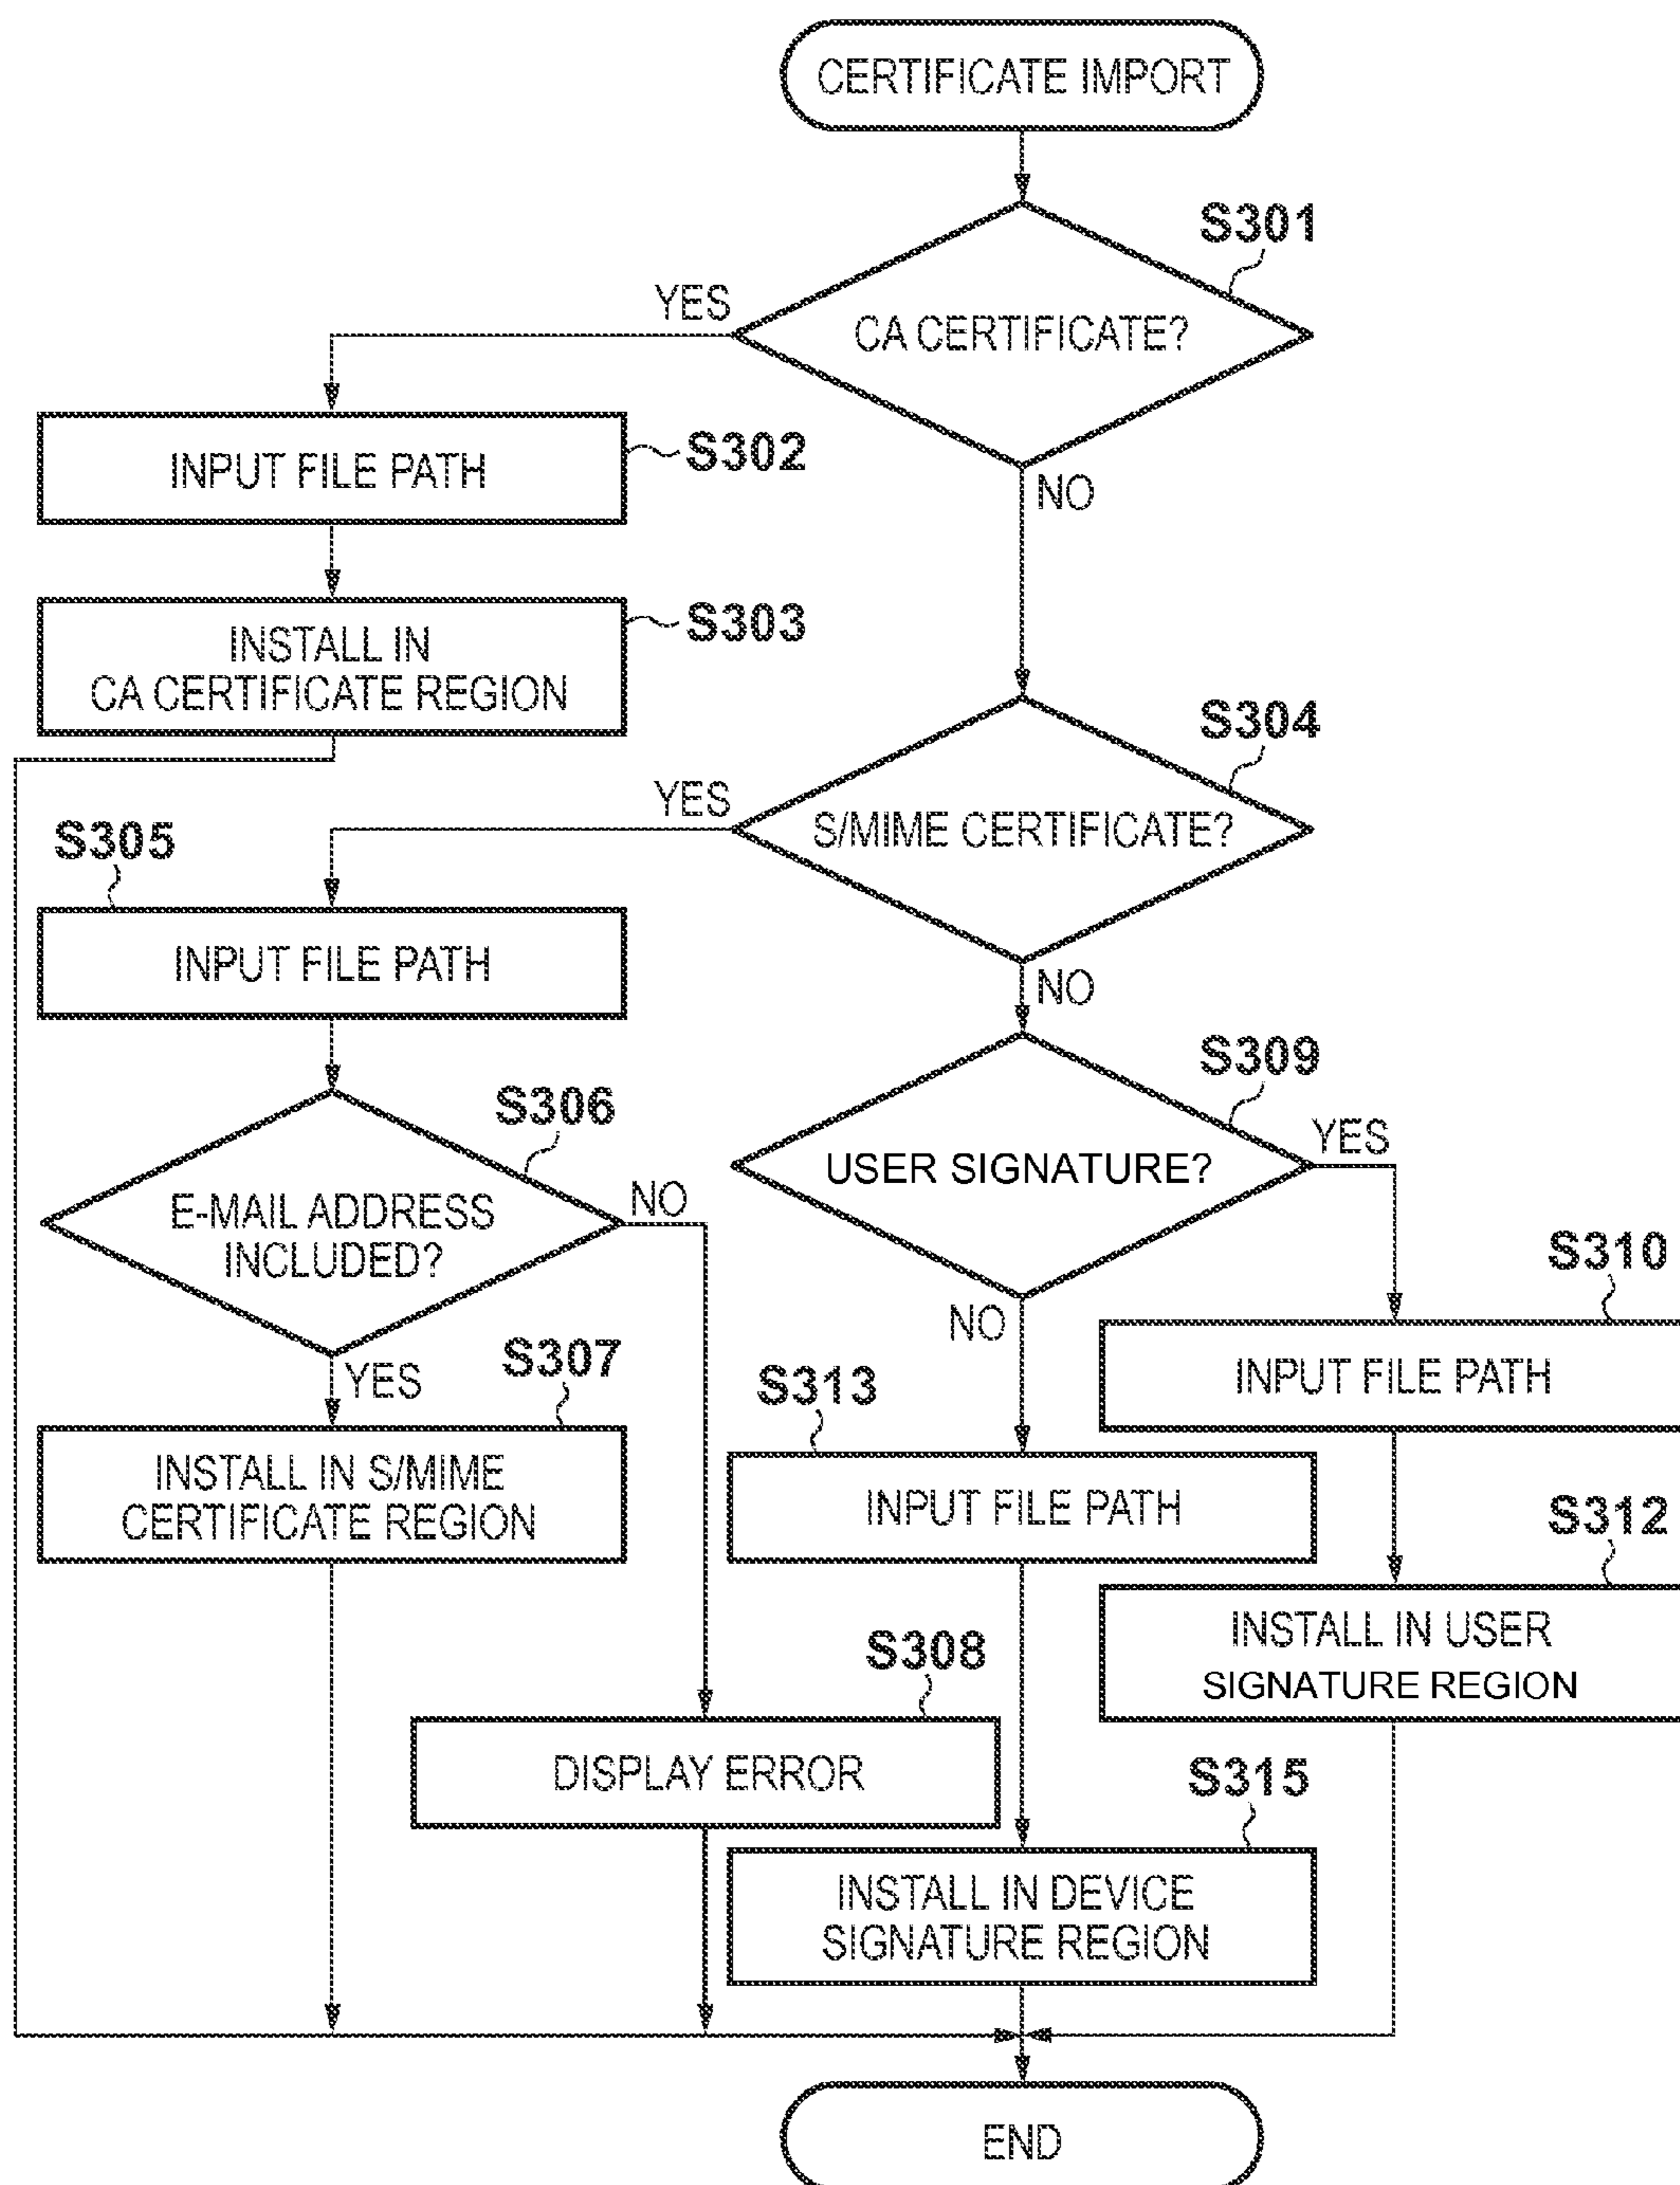 CERTIFICATE IMPORT
S301
CA CERTIFICATE?
YES
NO
INPUT FILE PATH
S302
INSTALL IN
CA CERTIFICATE REGION
S303
S304
S/MIME CERTIFICATE?
YES
NO
S305
INPUT FILE PATH
S306
E-MAIL ADDRESS
INCLUDED?
NO
YES
S307
INSTALL IN S/MIME
CERTIFICATE REGION
S308
DISPLAY ERROR
S309
USER SIGNATURE?
YES
NO
S310
INPUT FILE PATH
S312
INSTALL IN USER
SIGNATURE REGION
S313
INPUT FILE PATH
S315
INSTALL IN DEVICE
SIGNATURE REGION
END